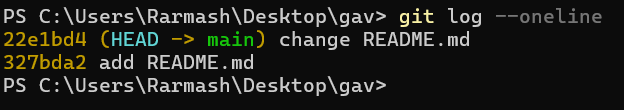 PS C:\Users\Rarmash\Desktop\gav> git log --oneline
22e1bd4 (HEAD -> main) change README.md
327bda2 add README.md
PS C:\Users\Rarmash\Desktop\gav>